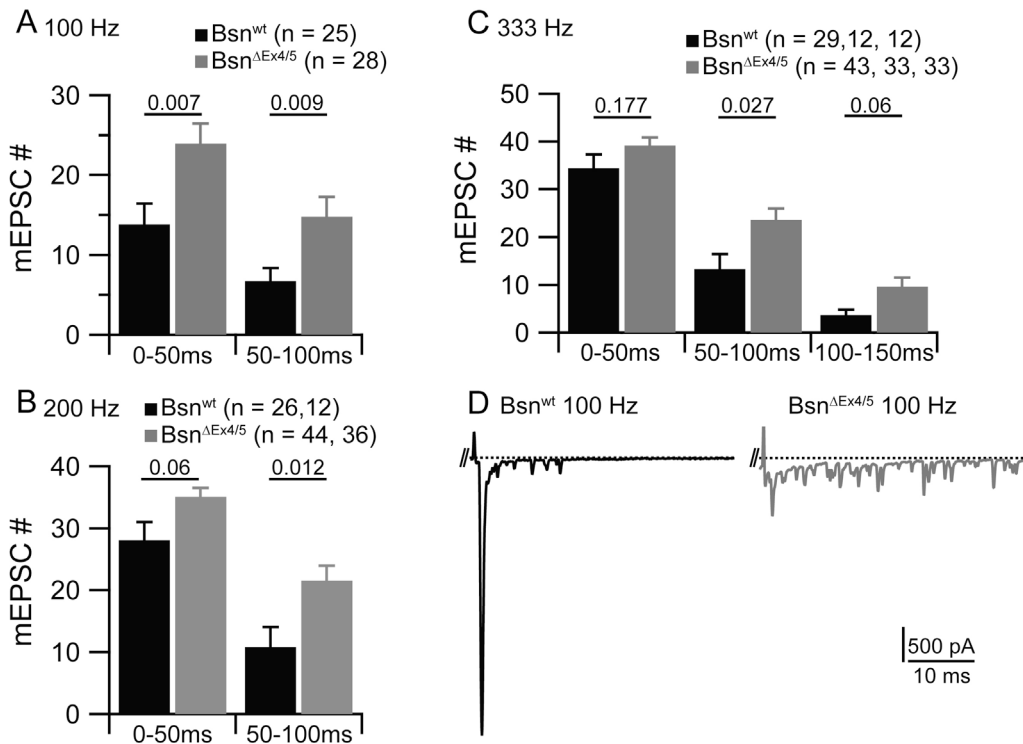 A 100 Hz
Bsn^wt (n = 25)
Bsn^ΔEx4/5 (n = 28)
mEPSC #
30
20
10
0
0.007
0.009
0-50ms
50-100ms
B 200 Hz
Bsn^wt (n = 26,12)
Bsn^ΔEx4/5 (n = 44, 36)
mEPSC #
40
30
20
10
0
0.06
0.012
0-50ms
50-100ms
C 333 Hz
Bsn^wt (n = 29,12, 12)
Bsn^ΔEx4/5 (n = 43, 33, 33)
mEPSC #
50
40
30
20
10
0
0.177
0.027
0.06
0-50ms
50-100ms
100-150ms
D
Bsn^wt 100 Hz
Bsn^ΔEx4/5 100 Hz
500 pA
10 ms